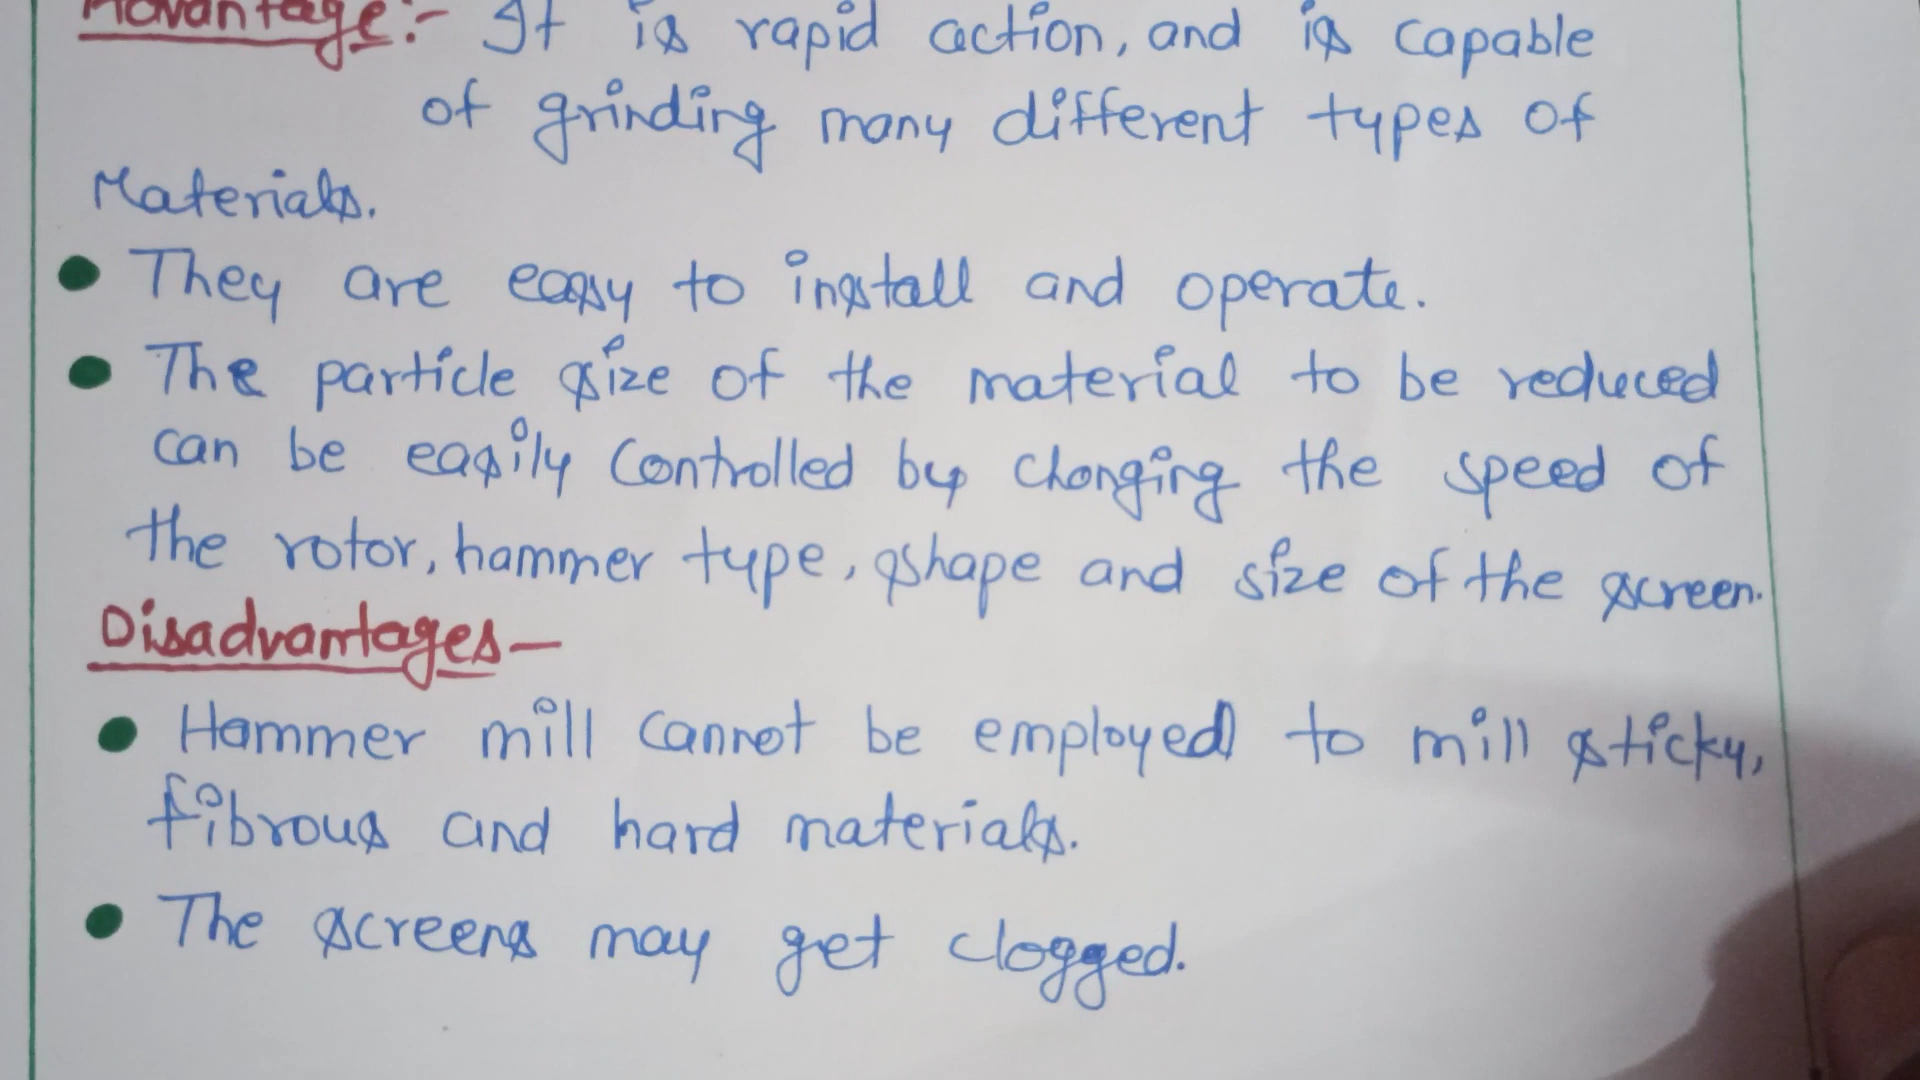 Advantage:- It is rapid action, and is capable
of grinding many different types of
Materials.
• They are easy to install and operate.
• The particle size of the material to be reduced
can be easily Controlled by changing the speed of
the rotor, hammer type, shape and size of the screen.
Disadvantages-
• Hammer mill cannot be employed to mill sticky,
fibrous and hard materials.
• The screens may get clogged.